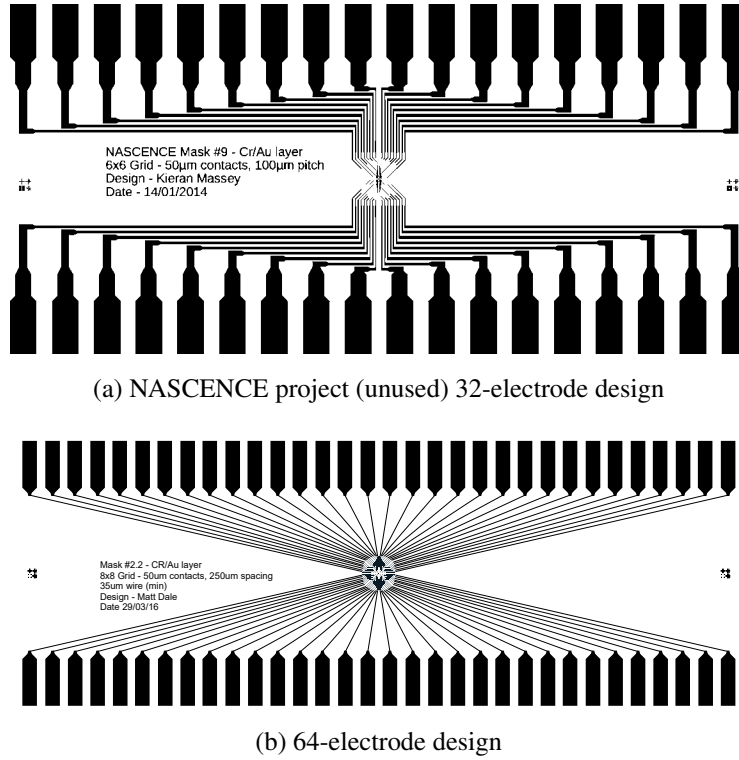 NASCENCE Mask #9 - Cr/Au layer
6x6 Grid - 50µm contacts, 100µm pitch
Design - Kieran Massey
Date - 14/01/2014
(a) NASCENCE project (unused) 32-electrode design
Mask #2.2 - CR/Au layer
8x8 Grid - 50um contacts, 250um spacing
35um wire (min)
Design - Matt Dale
Date 29/03/16
(b) 64-electrode design